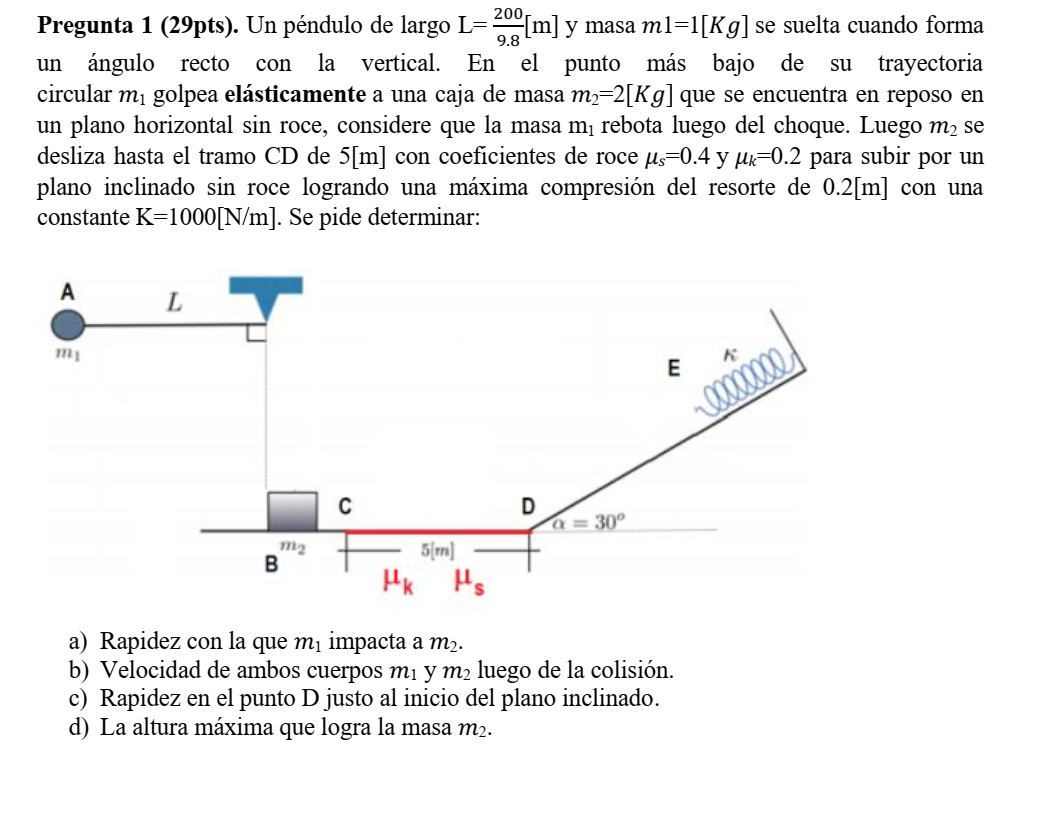 Pregunta 1 (29pts). Un péndulo de largo L= 200/9.8 [m] y masa m1=1[Kg] se suelta cuando forma
un ángulo recto con la vertical. En el punto más bajo de su trayectoria
circular m₁ golpea elásticamente a una caja de masa m₂=2[Kg] que se encuentra en reposo en
un plano horizontal sin roce, considere que la masa m₁ rebota luego del choque. Luego m₂ se
desliza hasta el tramo CD de 5[m] con coeficientes de roce μₛ=0.4 y μₖ=0.2 para subir por un
plano inclinado sin roce logrando una máxima compresión del resorte de 0.2[m] con una
constante K=1000[N/m]. Se pide determinar:
A
L
m₁
E
κ
C
D
α = 30º
m₂
B
5[m]
μₖ μₛ
a) Rapidez con la que m₁ impacta a m₂.
b) Velocidad de ambos cuerpos m₁ y m₂ luego de la colisión.
c) Rapidez en el punto D justo al inicio del plano inclinado.
d) La altura máxima que logra la masa m₂.